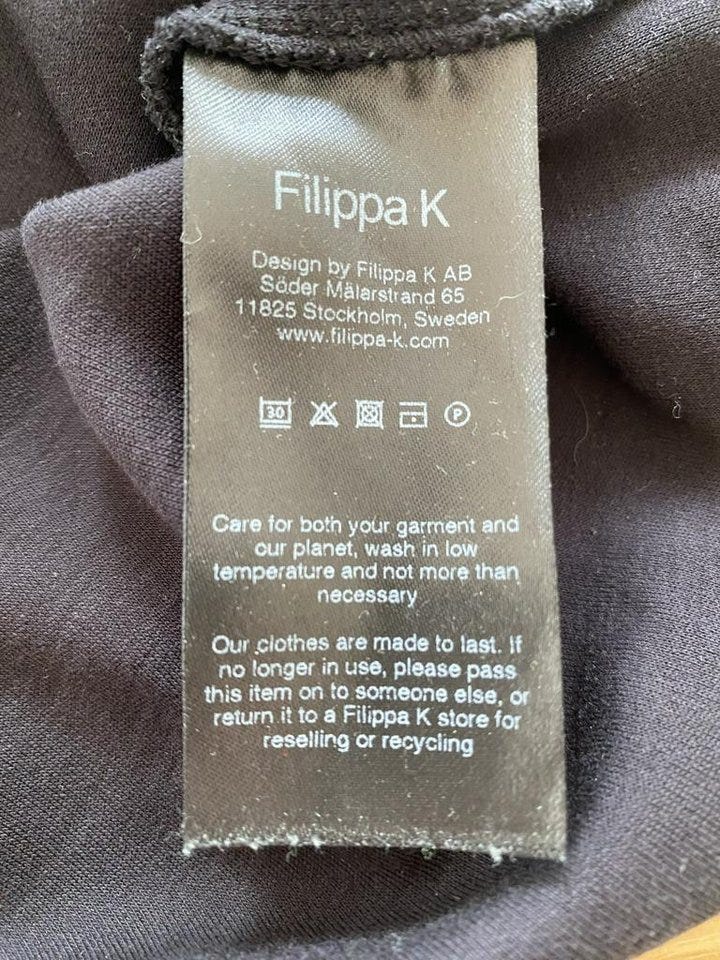 Filippa K
Design by Filippa K AB
Söder Mälarstrand 65
11825 Stockholm, Sweden
www.filippa-k.com
30 P
Care for both your garment and
our planet, wash in low
temperature and not more than
necessary
Our clothes are made to last. If
no longer in use, please pass
this item on to someone else, or
return it to a Filippa K store for
reselling or recycling